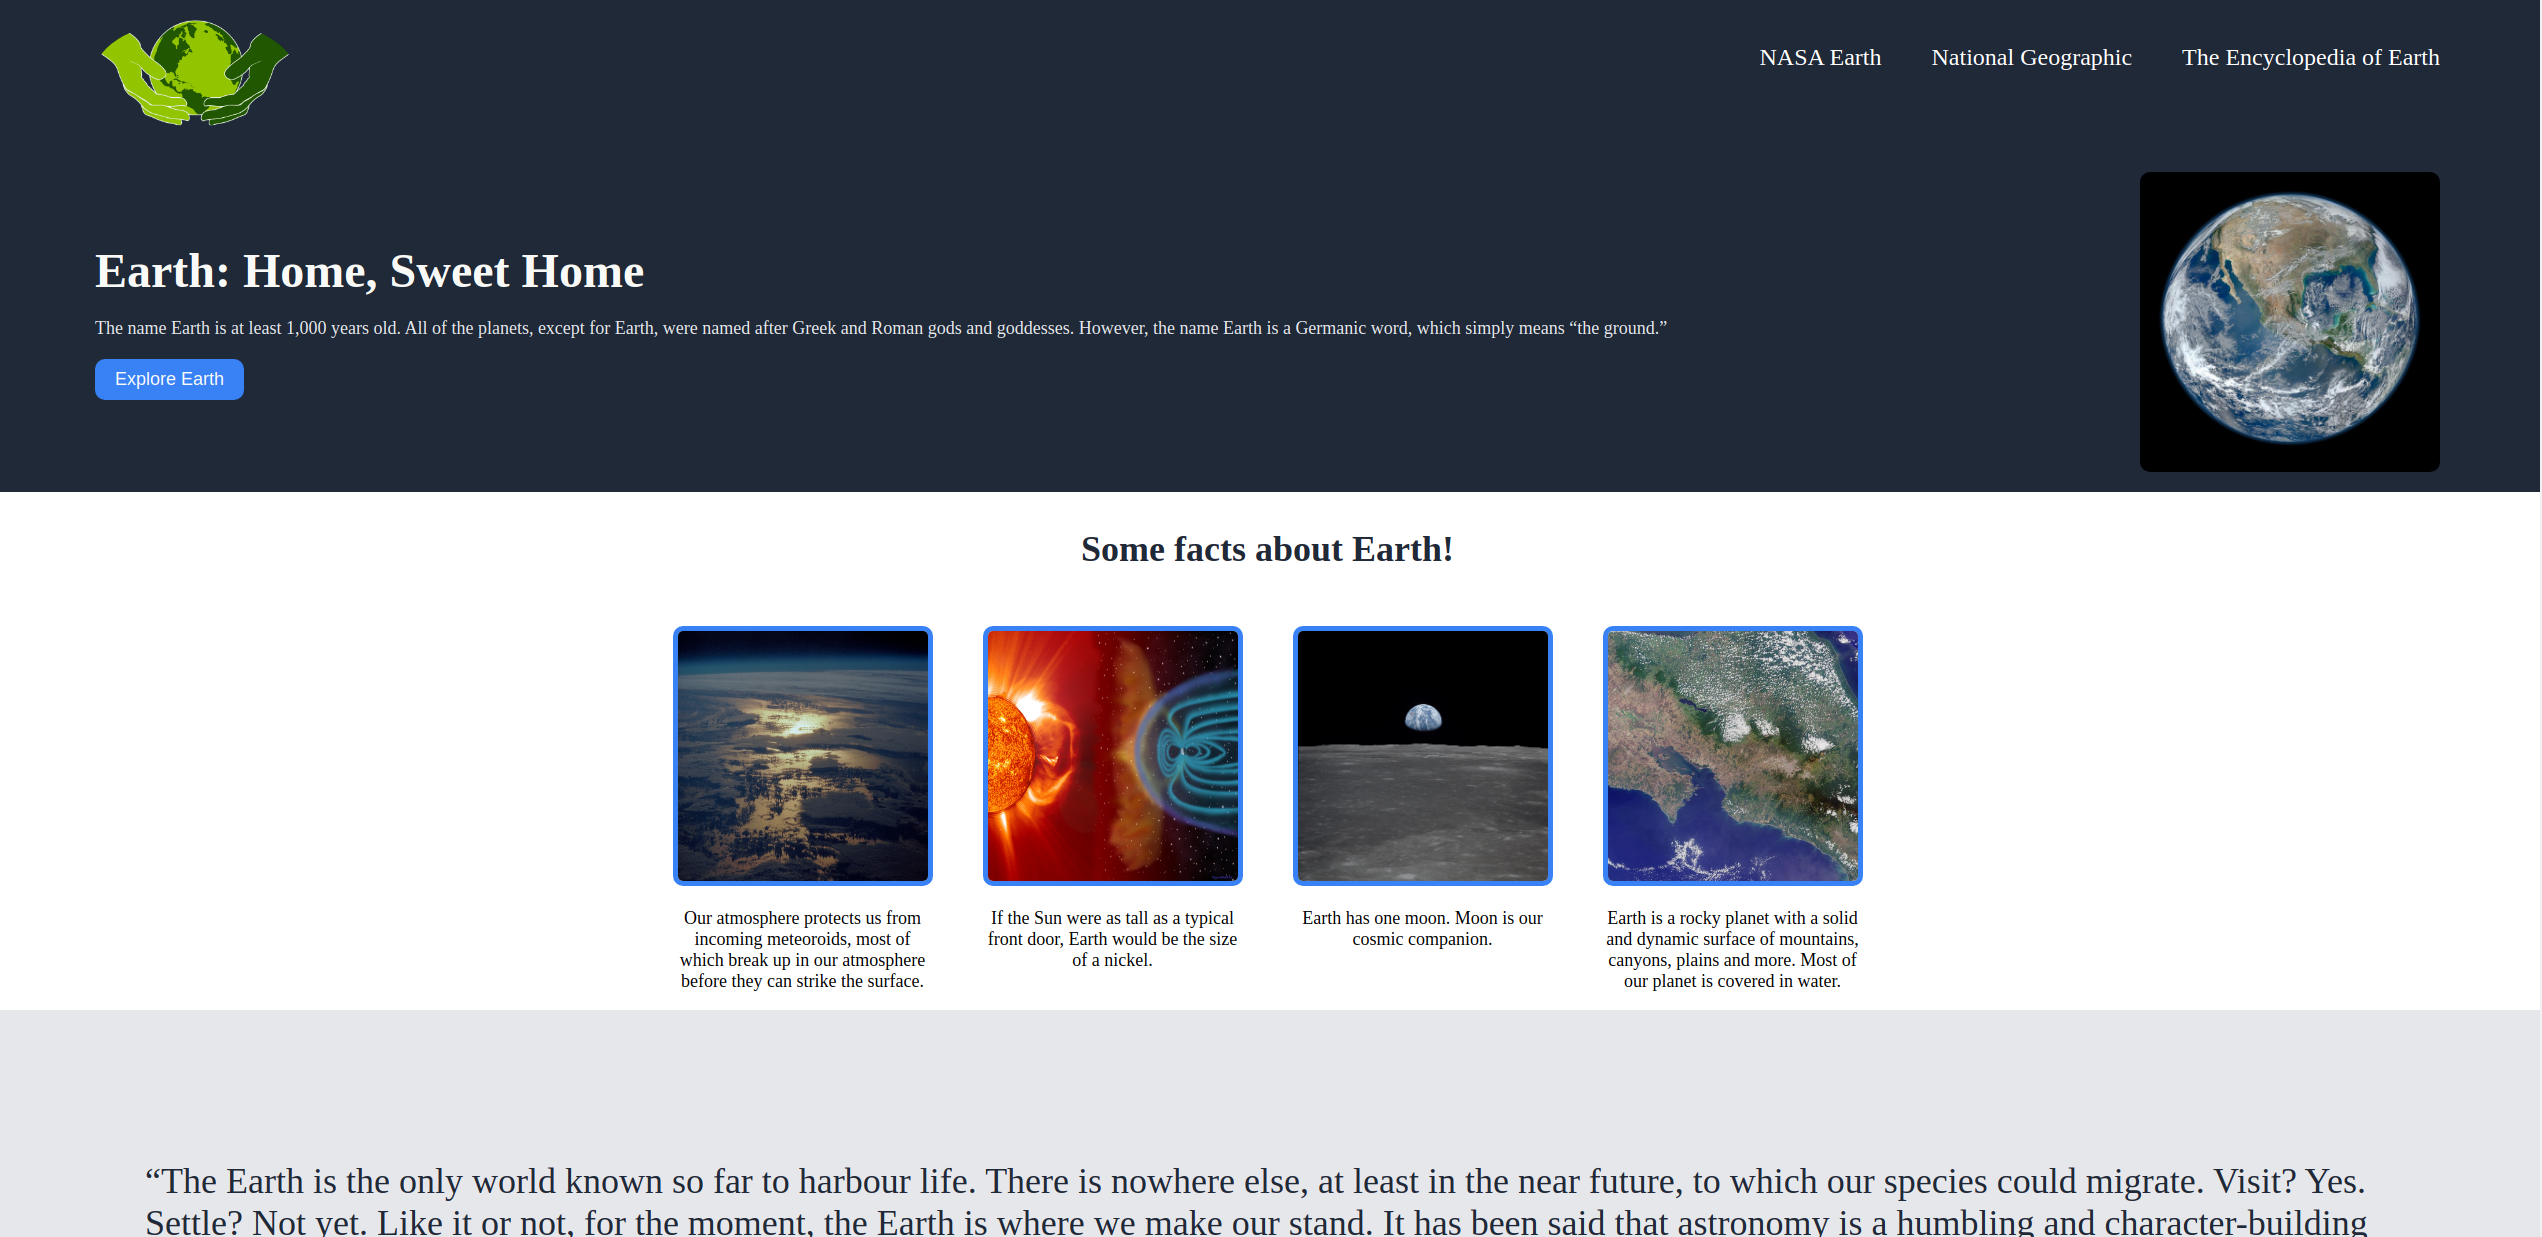 NASA Earth
National Geographic
The Encyclopedia of Earth
Earth: Home, Sweet Home
The name Earth is at least 1,000 years old. All of the planets, except for Earth, were named after Greek and Roman gods and goddesses. However, the name Earth is a Germanic word, which simply means “the ground.”
Explore Earth
Some facts about Earth!
Our atmosphere protects us from
incoming meteoroids, most of
which break up in our atmosphere
before they can strike the surface.
If the Sun were as tall as a typical
front door, Earth would be the size
of a nickel.
Earth has one moon. Moon is our
cosmic companion.
Earth is a rocky planet with a solid
and dynamic surface of mountains,
canyons, plains and more. Most of
our planet is covered in water.
“The Earth is the only world known so far to harbour life. There is nowhere else, at least in the near future, to which our species could migrate. Visit? Yes.
Settle? Not yet. Like it or not, for the moment, the Earth is where we make our stand. It has been said that astronomy is a humbling and character-building